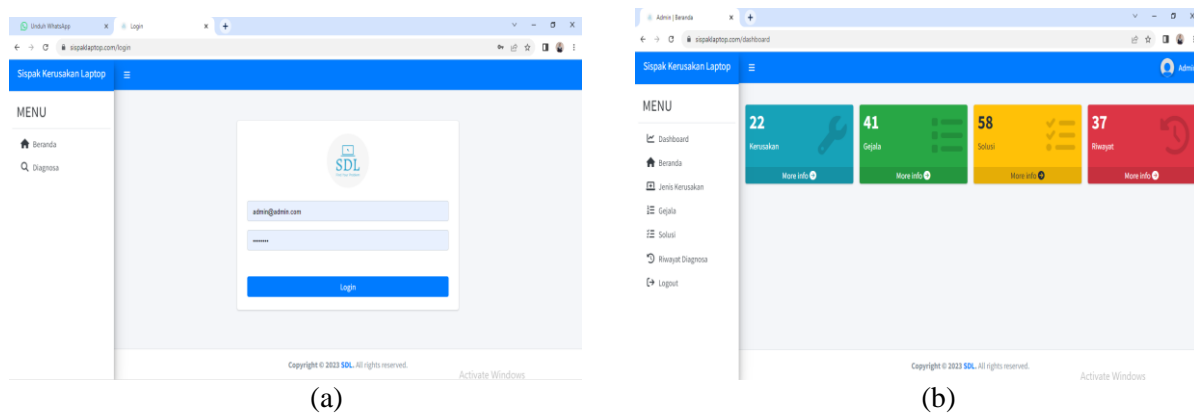 Unduh WhatsApp
Login
sispaklaptop.com/login
Sispak Kerusakan Laptop
MENU
Beranda
Diagnosa
SDL
admin@admin.com
Login
Copyright © 2023 SDL. All rights reserved.
Activate Windows
(a)
Admin | Beranda
sispaklaptop.com/dashboard
Sispak Kerusakan Laptop
Admin
MENU
Dashboard
Beranda
Jenis Kerusakan
Gejala
Solusi
Riwayat Diagnosa
Logout
22
Kerusakan
More info
41
Gejala
More info
58
Solusi
More info
37
Riwayat
More info
Copyright © 2023 SDL. All rights reserved.
Activate Windows
(b)